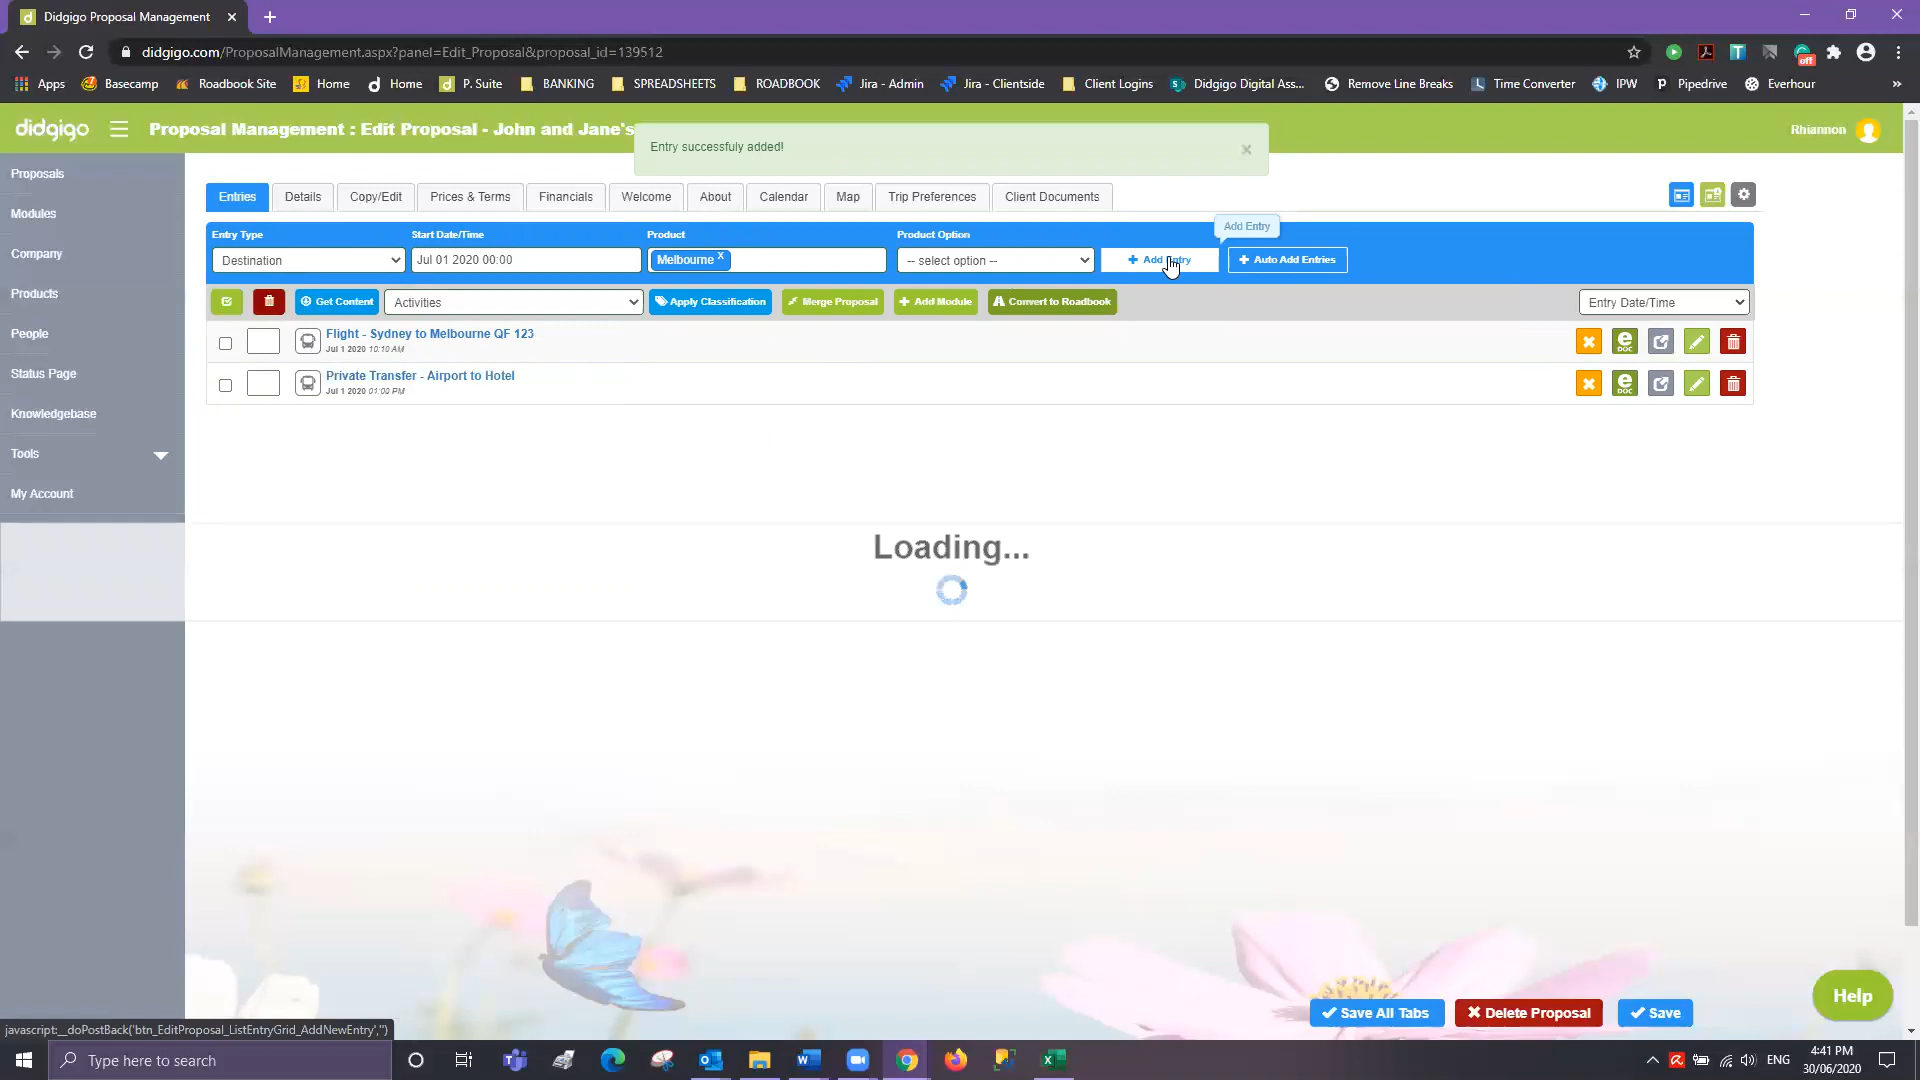 Didgigo Proposal Management
didgigo.com/ProposalManagement.aspx?panel=Edit_Proposal&proposal_id=139512
off
Apps Basecamp Roadbook Site Home Home P. Suite BANKING SPREADSHEETS ROADBOOK Jira - Admin Jira - Clientside Client Logins Didgigo Digital Ass... Remove Line Breaks Time Converter IPW Pipedrive Everhour »
didgigo Proposal Management : Edit Proposal - John and Jane's Rhiannon
Entry successfuly added! ×
Proposals
Modules
Company
Products
People
Status Page
Knowledgebase
Tools
My Account
Entries Details Copy/Edit Prices & Terms Financials Welcome About Calendar Map Trip Preferences Client Documents
Add Entry
Entry Type Start Date/Time Product Product Option
Destination Jul 01 2020 00:00 Melbourne X -- select option -- Add Entry Auto Add Entries
Get Content Activities Apply Classification Merge Proposal Add Module Convert to Roadbook Entry Date/Time
Flight - Sydney to Melbourne QF 123
Jul 1 2020 10:10 AM
e DOC
Private Transfer - Airport to Hotel
Jul 1 2020 01:00 PM
e DOC
Loading...
Save All Tabs Delete Proposal Save
Help
javascript:__doPostBack('btn_EditProposal_ListEntryGrid_AddNewEntry','')
Type here to search
ENG
4:41 PM
30/06/2020